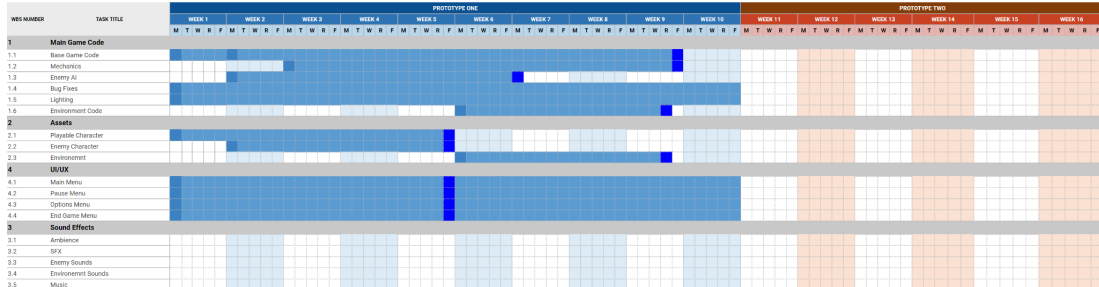 PROTOTYPE ONE PROTOTYPE TWO
WBS NUMBER TASK TITLE WEEK 1 WEEK 2 WEEK 3 WEEK 4 WEEK 5 WEEK 6 WEEK 7 WEEK 8 WEEK 9 WEEK 10 WEEK 11 WEEK 12 WEEK 13 WEEK 14 WEEK 15 WEEK 16
M T W R F M T W R F M T W R F M T W R F M T W R F M T W R F M T W R F M T W R F M T W R F M T W R F M T W R F M T W R F M T W R F M T W R F M T W R F M T W R F
1 Main Game Code
1.1 Base Game Code
1.2 Mechanics
1.3 Enemy Ai
1.4 Bug Fixes
1.5 Lighting
1.6 Environment Code
2 Assets
2.1 Playable Character
2.2 Enemy Character
2.3 Environemnt
4 UI/UX
4.1 Main Menu
4.2 Pause Menu
4.3 Options Menu
4.4 End Game Menu
3 Sound Effects
3.1 Ambience
3.2 SFX
3.3 Enemy Sounds
3.4 Environemnt Sounds
3.5 Music